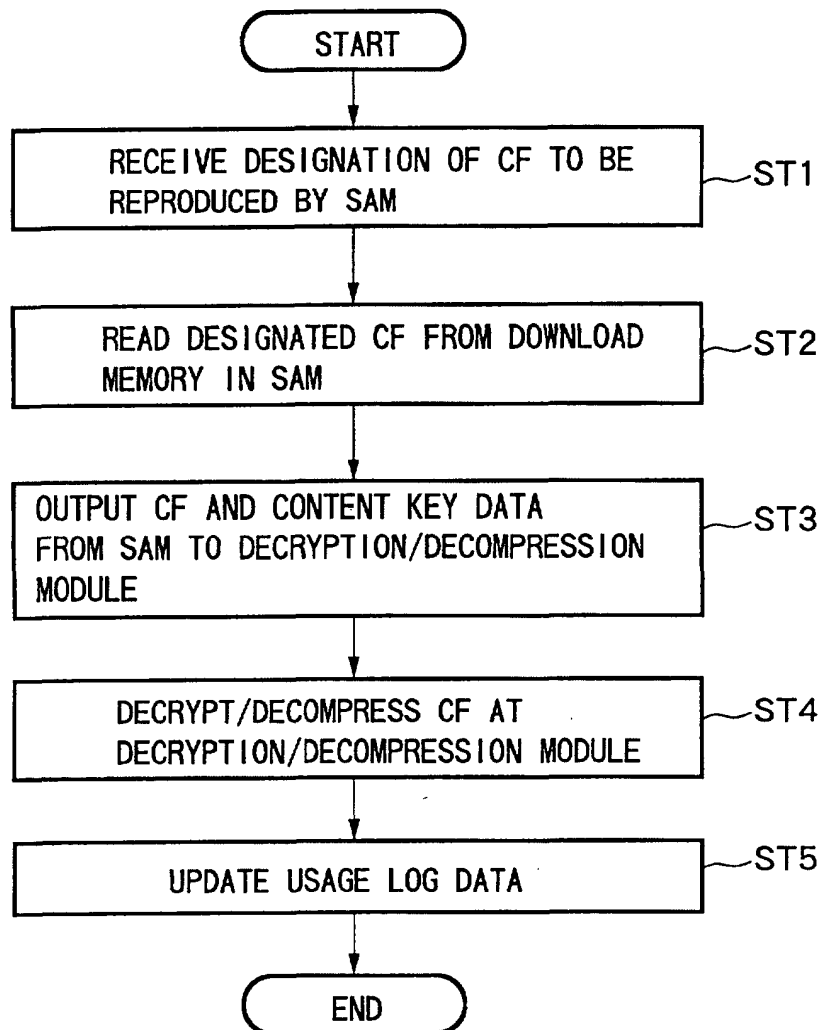 START
RECEIVE DESIGNATION OF CF TO BE
REPRODUCED BY SAM
ST1
READ DESIGNATED CF FROM DOWNLOAD
MEMORY IN SAM
ST2
OUTPUT CF AND CONTENT KEY DATA
FROM SAM TO DECRYPTION/DECOMPRESSION
MODULE
ST3
DECRYPT/DECOMPRESS CF AT
DECRYPTION/DECOMPRESSION MODULE
ST4
UPDATE USAGE LOG DATA
ST5
END